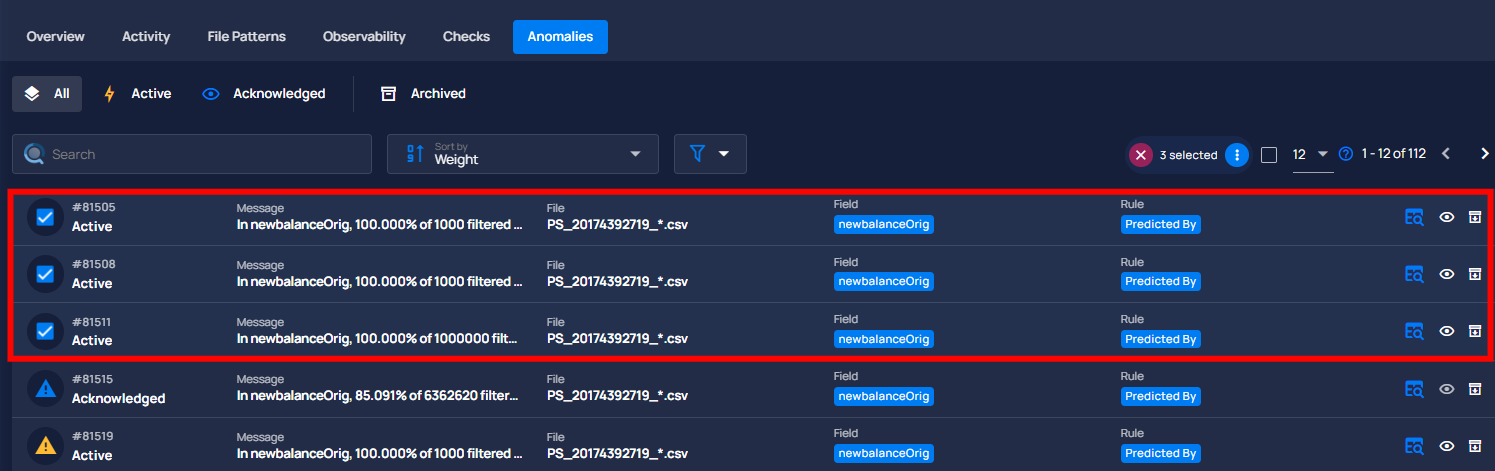 Overview Activity File Patterns Observability Checks Anomalies
All Active Acknowledged Archived
Search
Sort by
Weight
3 selected 12 1 - 12 of 112
#81505 Message File Field Rule
Active In newbalanceOrig, 100.000% of 1000 filtered ... PS_20174392719_*.csv newbalanceOrig Predicted By
#81508 Message File Field Rule
Active In newbalanceOrig, 100.000% of 1000 filtered ... PS_20174392719_*.csv newbalanceOrig Predicted By
#81511 Message File Field Rule
Active In newbalanceOrig, 100.000% of 1000000 filt... PS_20174392719_*.csv newbalanceOrig Predicted By
#81515 Message File Field Rule
Acknowledged In newbalanceOrig, 85.091% of 6362620 filter... PS_20174392719_*.csv newbalanceOrig Predicted By
#81519 Message File Field Rule
Active In newbalanceOrig, 100.000% of 1000 filtered ... PS_20174392719_*.csv newbalanceOrig Predicted By